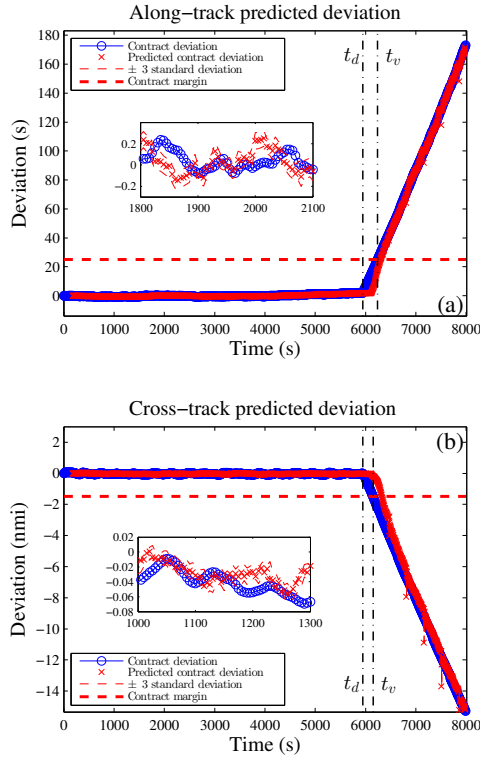 Along−track predicted deviation
180
160
140
120
100
80
60
40
20
0
Deviation (s)
Contract deviation
Predicted contract deviation
± 3 standard deviation
Contract margin
t_d
t_v
0.2
0
−0.2
1800
1900
2000
2100
(a)
0
1000
2000
3000
4000
5000
6000
7000
8000
Time (s)
Cross−track predicted deviation
(b)
2
0
−2
−4
−6
−8
−10
−12
−14
Deviation (nmi)
0.02
0
−0.02
−0.04
−0.06
−0.08
1000
1100
1200
1300
Contract deviation
Predicted contract deviation
± 3 standard deviation
Contract margin
t_d
t_v
0
1000
2000
3000
4000
5000
6000
7000
8000
Time (s)